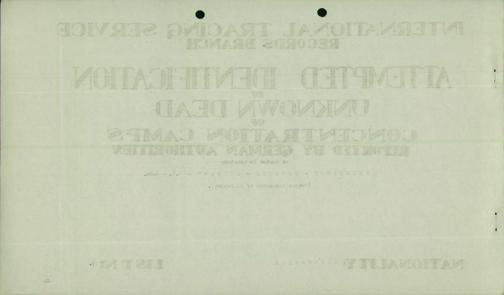 INTERNATIONAL TRACING SERVICE
RECORDS BRANCH
ATTEMPTED IDENTIFICATION
OF
UNKNOWN DEAD
OF
CONCENTRATION CAMPS
REPORTED BY GERMAN AUTHORITIES
NATIONALITY:
LIST Nº